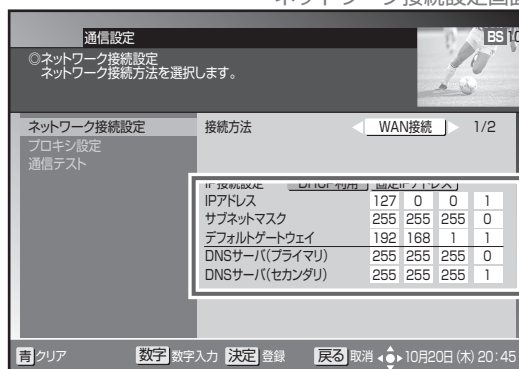 ネットワーク接続設定画面
通信設定
BS 10
◎ネットワーク接続設定
ネットワーク接続方法を選択します。
ネットワーク接続設定 接続方法 WAN接続 1/2
プロキシ設定
通信テスト
IP接続設定 DHCP利用 固定IPアドレス
IPアドレス 127 0 0 1
サブネットマスク 255 255 255 0
デフォルトゲートウェイ 192 168 1 1
DNSサーバ(プライマリ) 255 255 255 0
DNSサーバ(セカンダリ) 255 255 255 1
青 クリア 数字 数字入力 決定 登録 戻る 取消 10月20日(木) 20:45